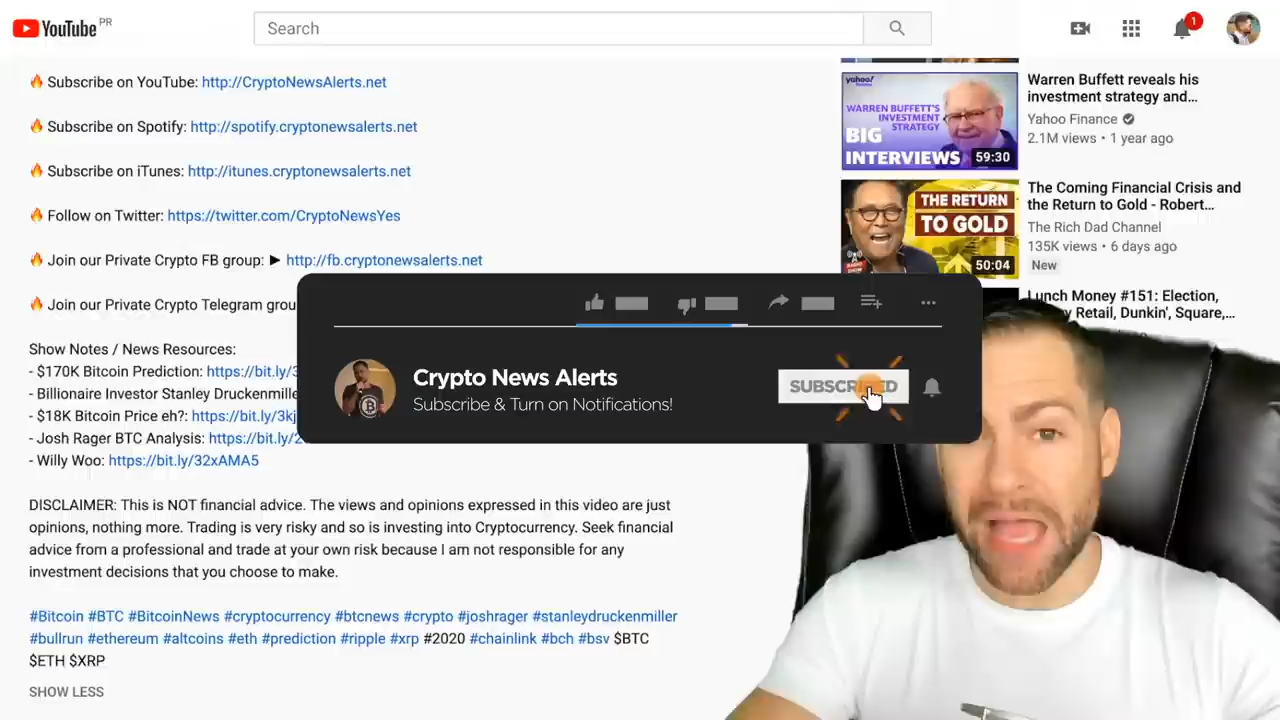 YouTube PR
Search
1
Subscribe on YouTube: http://CryptoNewsAlerts.net
Subscribe on Spotify: http://spotify.cryptonewsalerts.net
Subscribe on iTunes: http://itunes.cryptonewsalerts.net
Follow on Twitter: https://twitter.com/CryptoNewsYes
Join our Private Crypto FB group: ► http://fb.cryptonewsalerts.net
Join our Private Crypto Telegram grou
Show Notes / News Resources:
- $170K Bitcoin Prediction: https://bit.ly/3
- Billionaire Investor Stanley Druckenmille
- $18K Bitcoin Price eh?: https://bit.ly/3kj
- Josh Rager BTC Analysis: https://bit.ly/2
- Willy Woo: https://bit.ly/32xAMA5
DISCLAIMER: This is NOT financial advice. The views and opinions expressed in this video are just
opinions, nothing more. Trading is very risky and so is investing into Cryptocurrency. Seek financial
advice from a professional and trade at your own risk because I am not responsible for any
investment decisions that you choose to make.
#Bitcoin #BTC #BitcoinNews #cryptocurrency #btcnews #crypto #joshrager #stanleydruckenmiller
#bullrun #ethereum #altcoins #eth #prediction #ripple #xrp #2020 #chainlink #bch #bsv $BTC
$ETH $XRP
SHOW LESS
Crypto News Alerts
Subscribe & Turn on Notifications!
SUBSCRIBED
yahoo!
WARREN BUFFETT'S
INVESTMENT
STRATEGY
BIG
INTERVIEWS
59:30
Warren Buffett reveals his
investment strategy and...
Yahoo Finance
2.1M views • 1 year ago
THE RETURN
TO GOLD
50:04
The Coming Financial Crisis and
the Return to Gold - Robert...
The Rich Dad Channel
135K views • 6 days ago
New
Lunch Money #151: Election,
Retail, Dunkin', Square,...